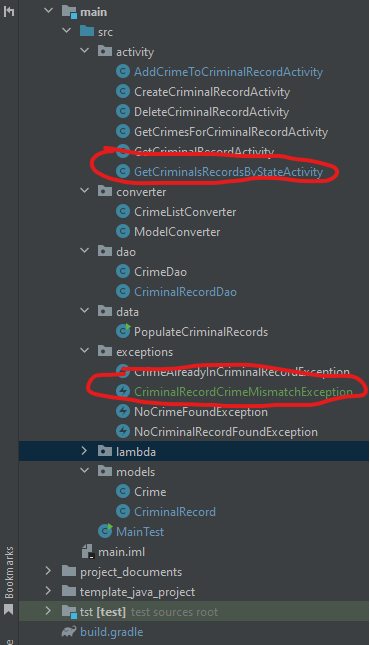 main
src
activity
AddCrimeToCriminalRecordActivity
CreateCriminalRecordActivity
DeleteCriminalRecordActivity
GetCrimesForCriminalRecordActivity
GetCriminalRecordActivity
GetCriminalsRecordsByStateActivity
converter
CrimeListConverter
ModelConverter
dao
CrimeDao
CriminalRecordDao
data
PopulateCriminalRecords
exceptions
CrimeAlreadyInCriminalRecordException
CriminalRecordCrimeMismatchException
NoCrimeFoundException
NoCriminalRecordFoundException
lambda
models
Crime
CriminalRecord
MainTest
main.iml
project_documents
template_java_project
tst [test] test sources root
build.gradle
Bookmarks